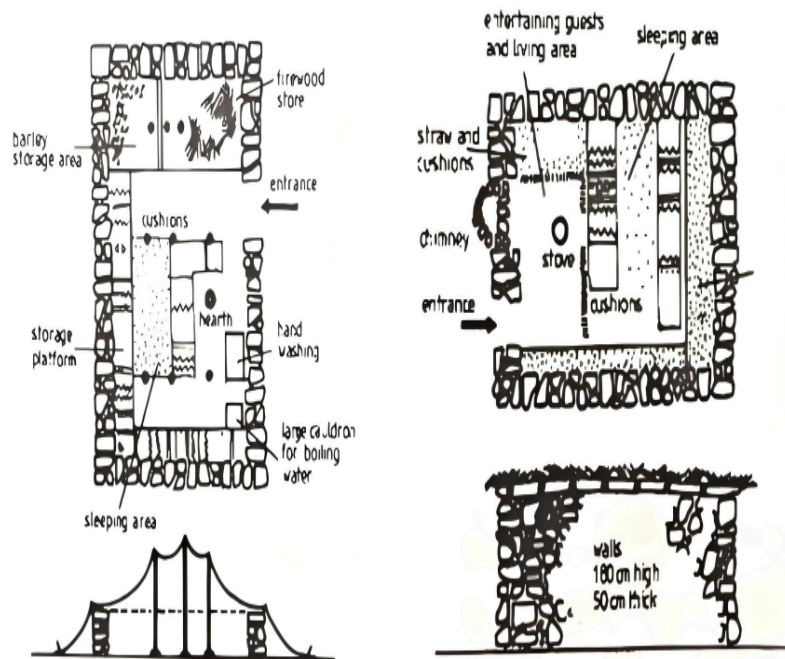 firewood
store
barley
storage area
entrance
cushions
hearth
storage
platform
hand
washing
large cauldron
for boiling
water
sleeping area
entertaining guests
and living area
sleeping area
straw and
cushions
chimney
stove
entrance
cushions
walls
180 cm high
50 cm thick